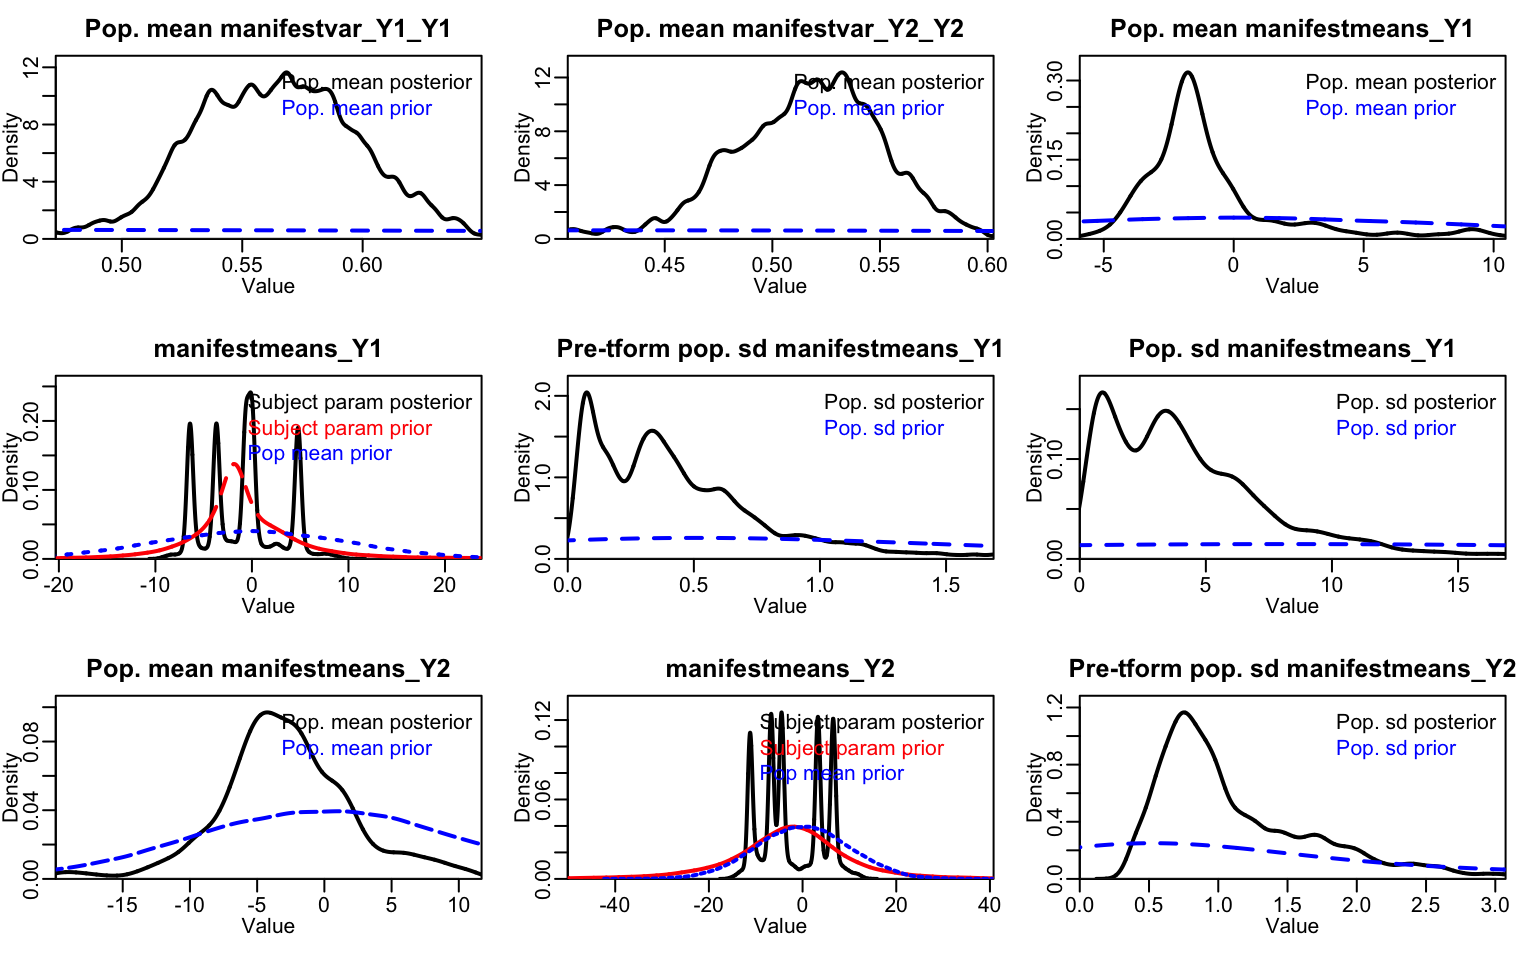 Pop. mean manifestvar_Y1_Y1
Pop. mean posterior
Pop. mean prior
Density
0 4 8 12
0.50 0.55 0.60
Value
Pop. mean manifestvar_Y2_Y2
Pop. mean posterior
Pop. mean prior
Density
0 4 8 12
0.45 0.50 0.55 0.60
Value
Pop. mean manifestmeans_Y1
Pop. mean posterior
Pop. mean prior
Density
0.00 0.15 0.30
-5 0 5 10
Value
manifestmeans_Y1
Subject param posterior
Subject param prior
Pop mean prior
Density
0.00 0.10 0.20
-20 -10 0 10 20
Value
Pre-tform pop. sd manifestmeans_Y1
Pop. sd posterior
Pop. sd prior
Density
0.0 1.0 2.0
0.0 0.5 1.0 1.5
Value
Pop. sd manifestmeans_Y1
Pop. sd posterior
Pop. sd prior
Density
0.00 0.10
0 5 10 15
Value
Pop. mean manifestmeans_Y2
Pop. mean posterior
Pop. mean prior
Density
0.00 0.04 0.08
-15 -10 -5 0 5 10
Value
manifestmeans_Y2
Subject param posterior
Subject param prior
Pop mean prior
Density
0.00 0.06 0.12
-40 -20 0 20 40
Value
Pre-tform pop. sd manifestmeans_Y2
Pop. sd posterior
Pop. sd prior
Density
0.0 0.4 0.8 1.2
0.0 0.5 1.0 1.5 2.0 2.5 3.0
Value